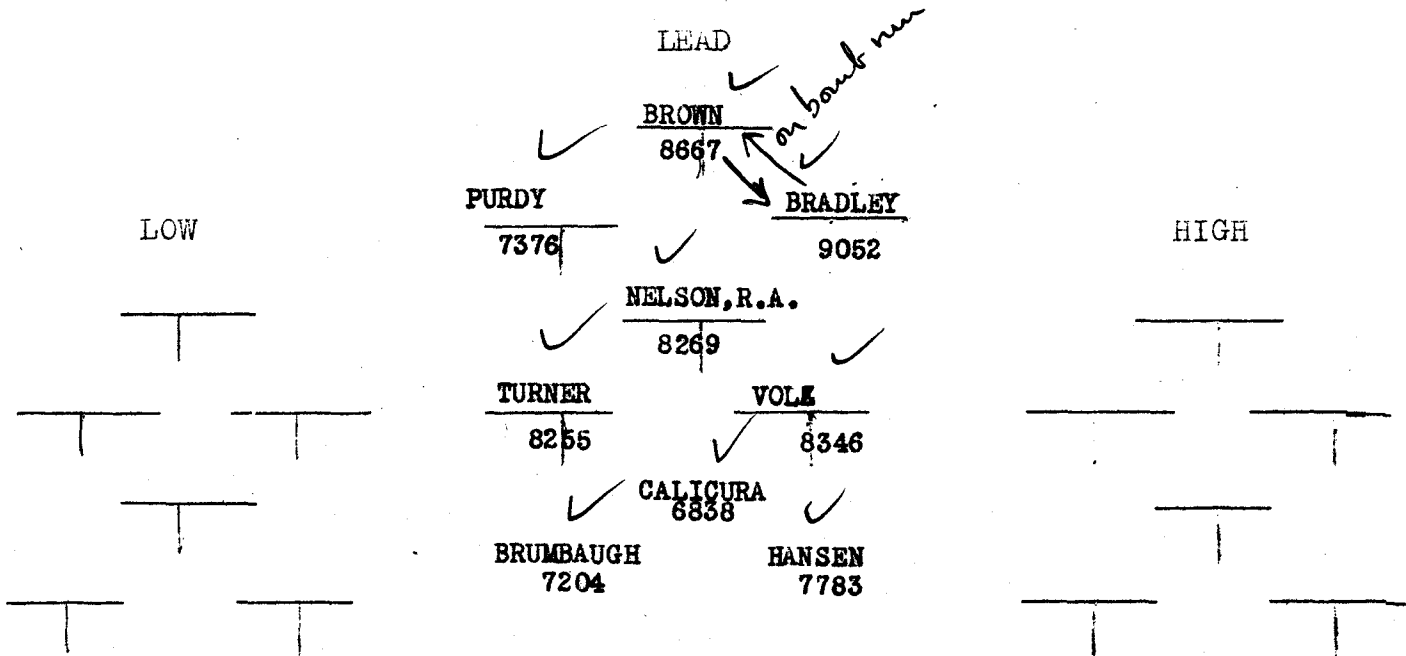 LEAD
on bomb run
BROWN
8667
PURDY
7376
BRADLEY
9052
LOW
HIGH
NELSON,R.A.
8269
TURNER
8255
VOLZ
8346
CALICURA
6838
BRUMBAUGH
7204
HANSEN
7783